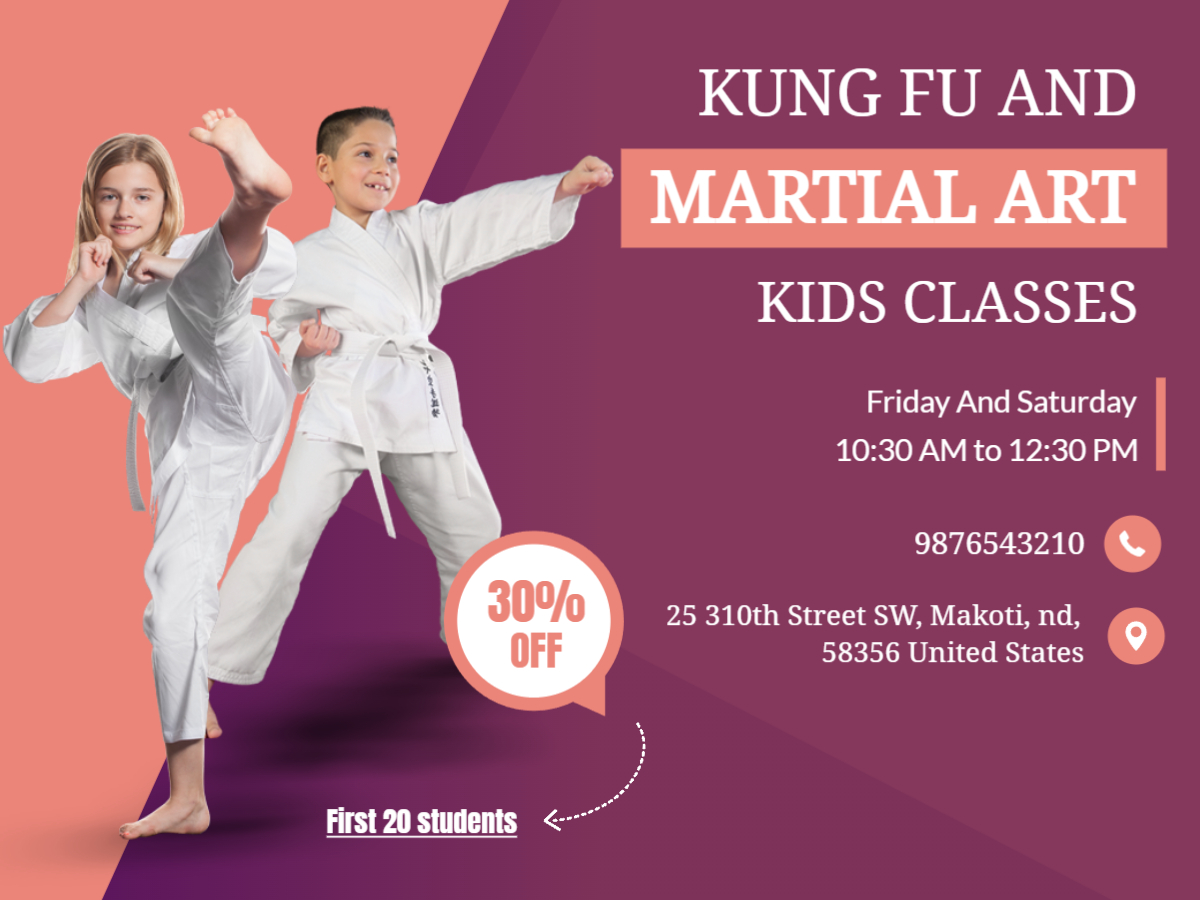 KUNG FU AND
MARTIAL ART
KIDS CLASSES
Friday And Saturday
10:30 AM to 12:30 PM
9876543210
25 310th Street SW, Makoti, nd,
58356 United States
30%
OFF
First 20 students